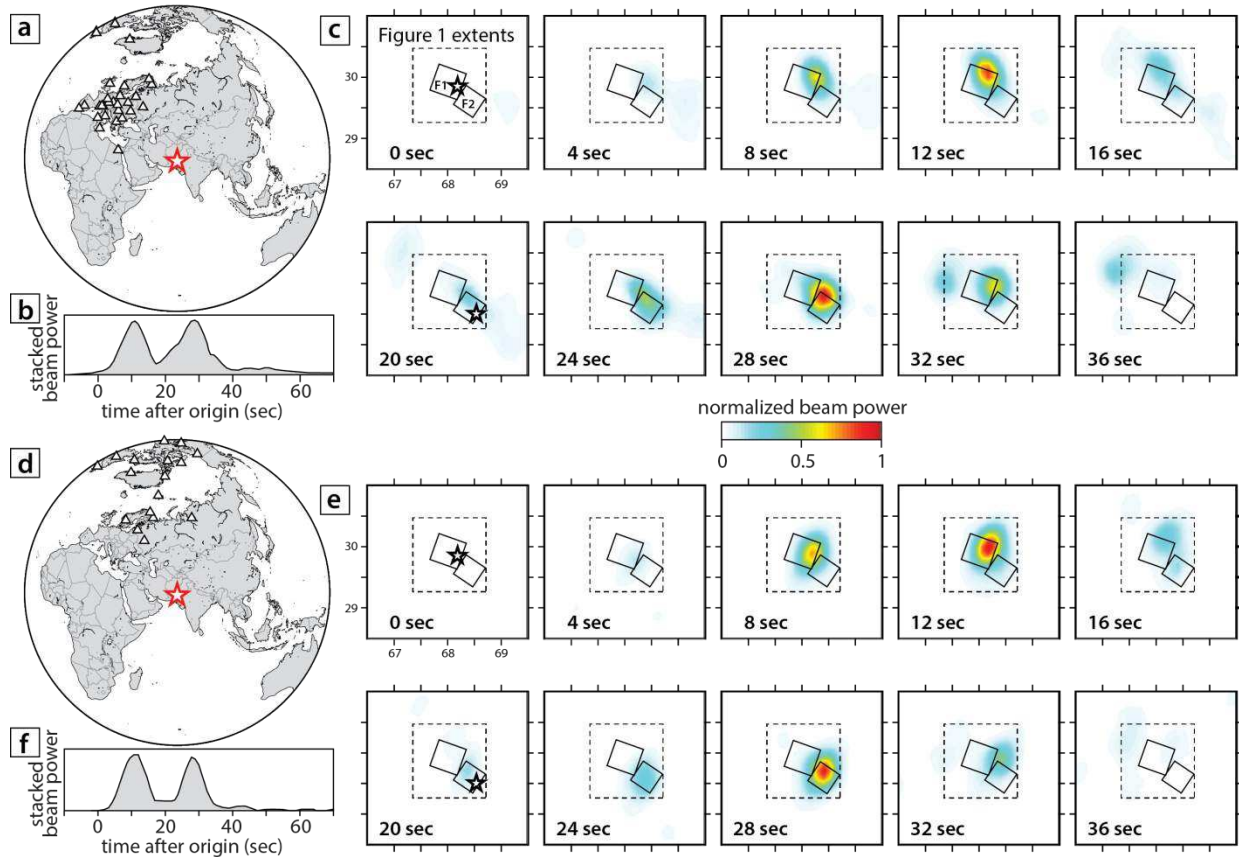 a
c
Figure 1 extents
F1
F2
30
29
0 sec
4 sec
8 sec
12 sec
16 sec
67 68 69
b
stacked
beam power
0 20 40 60
time after origin (sec)
20 sec
24 sec
28 sec
32 sec
36 sec
normalized beam power
0 0.5 1
d
e
30
29
0 sec
4 sec
8 sec
12 sec
16 sec
67 68 69
f
stacked
beam power
0 20 40 60
time after origin (sec)
20 sec
24 sec
28 sec
32 sec
36 sec